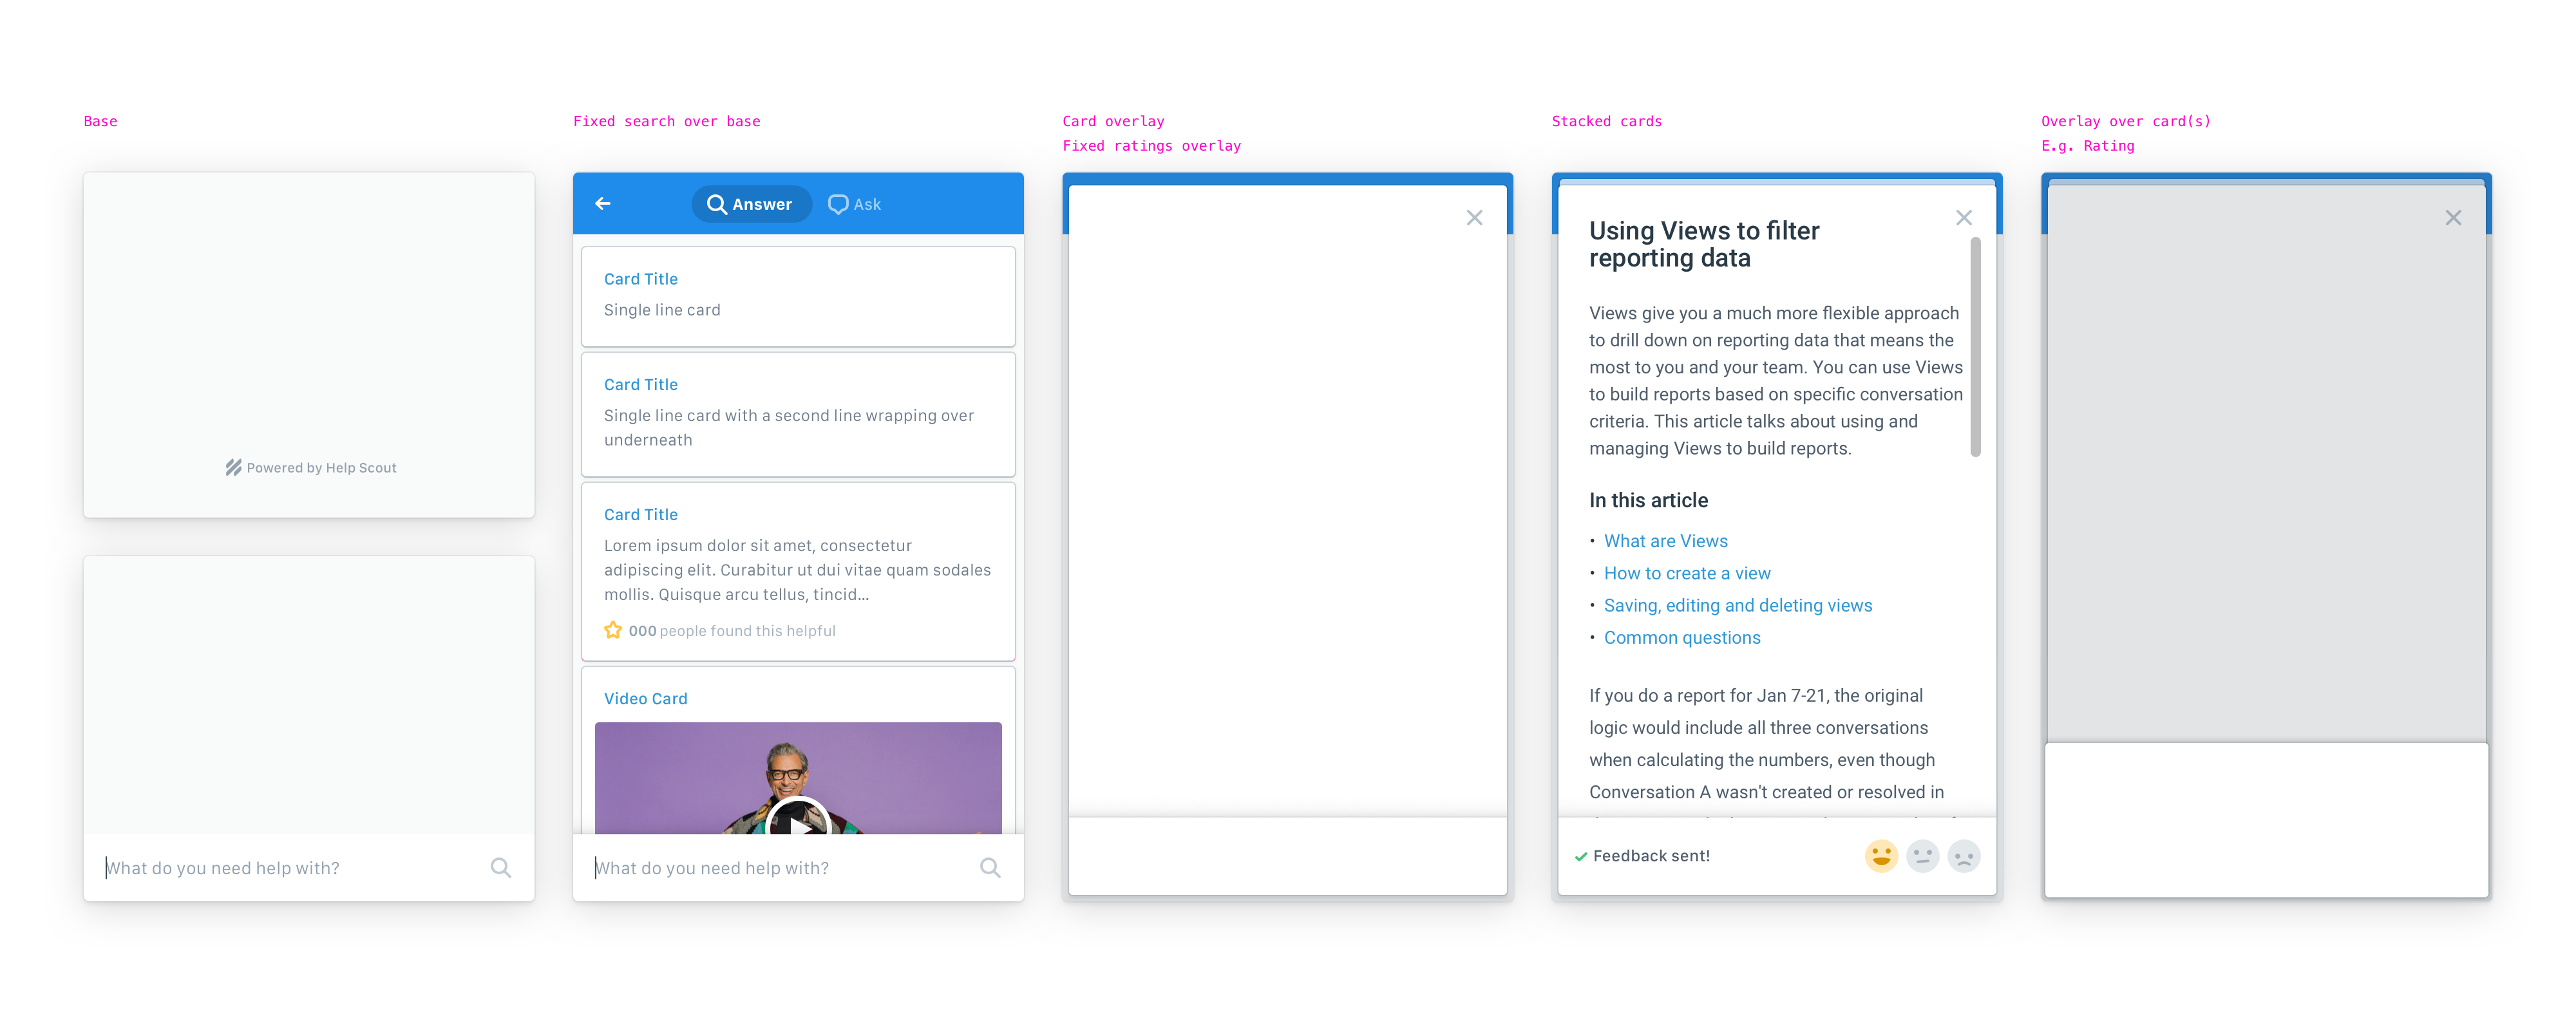 Base
Powered by Help Scout
What do you need help with?
Fixed search over base
Answer
Ask
Card Title
Single line card
Card Title
Single line card with a second line wrapping over
underneath
Card Title
Lorem ipsum dolor sit amet, consectetur
adipiscing elit. Curabitur ut dui vitae quam sodales
mollis. Quisque arcu tellus, tincid...
000 people found this helpful
Video Card
What do you need help with?
Card overlay
Fixed ratings overlay
Stacked cards
Using Views to filter
reporting data
Views give you a much more flexible approach
to drill down on reporting data that means the
most to you and your team. You can use Views
to build reports based on specific conversation
criteria. This article talks about using and
managing Views to build reports.
In this article
• What are Views
• How to create a view
• Saving, editing and deleting views
• Common questions
If you do a report for Jan 7-21, the original
logic would include all three conversations
when calculating the numbers, even though
Conversation A wasn't created or resolved in
Feedback sent!
Overlay over card(s)
E.g. Rating